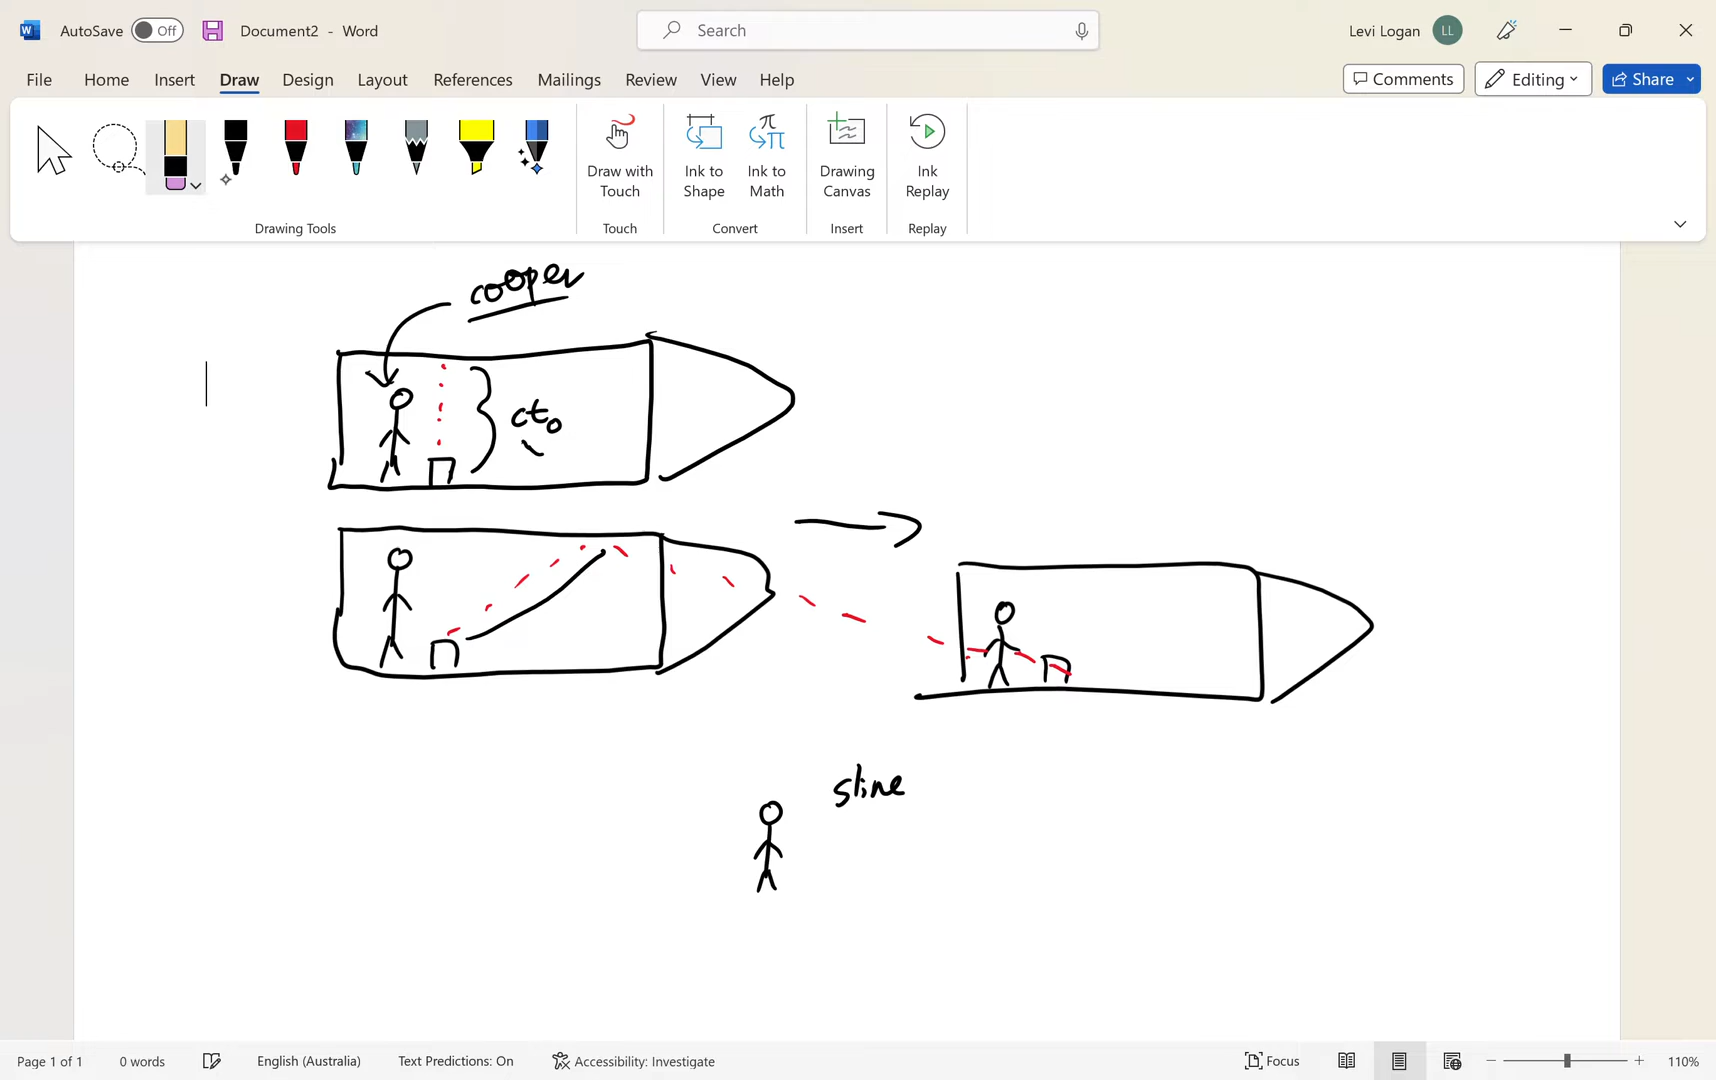 AutoSave Off Document2 - Word Search Levi Logan LL
File Home Insert Draw Design Layout References Mailings Review View Help Comments Editing Share
Draw with Touch
Ink to Shape
Ink to Math
Drawing Canvas
Ink Replay
Drawing Tools Touch Convert Insert Replay
cooper
ct₀
sline
Page 1 of 1 0 words English (Australia) Text Predictions: On Accessibility: Investigate Focus 110%